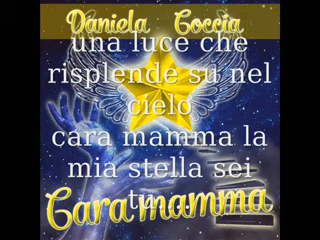 Daniela Coccia
una luce che
risplende su nel
cielo
cara mamma la
mia stella sei
tu
Cara mamma